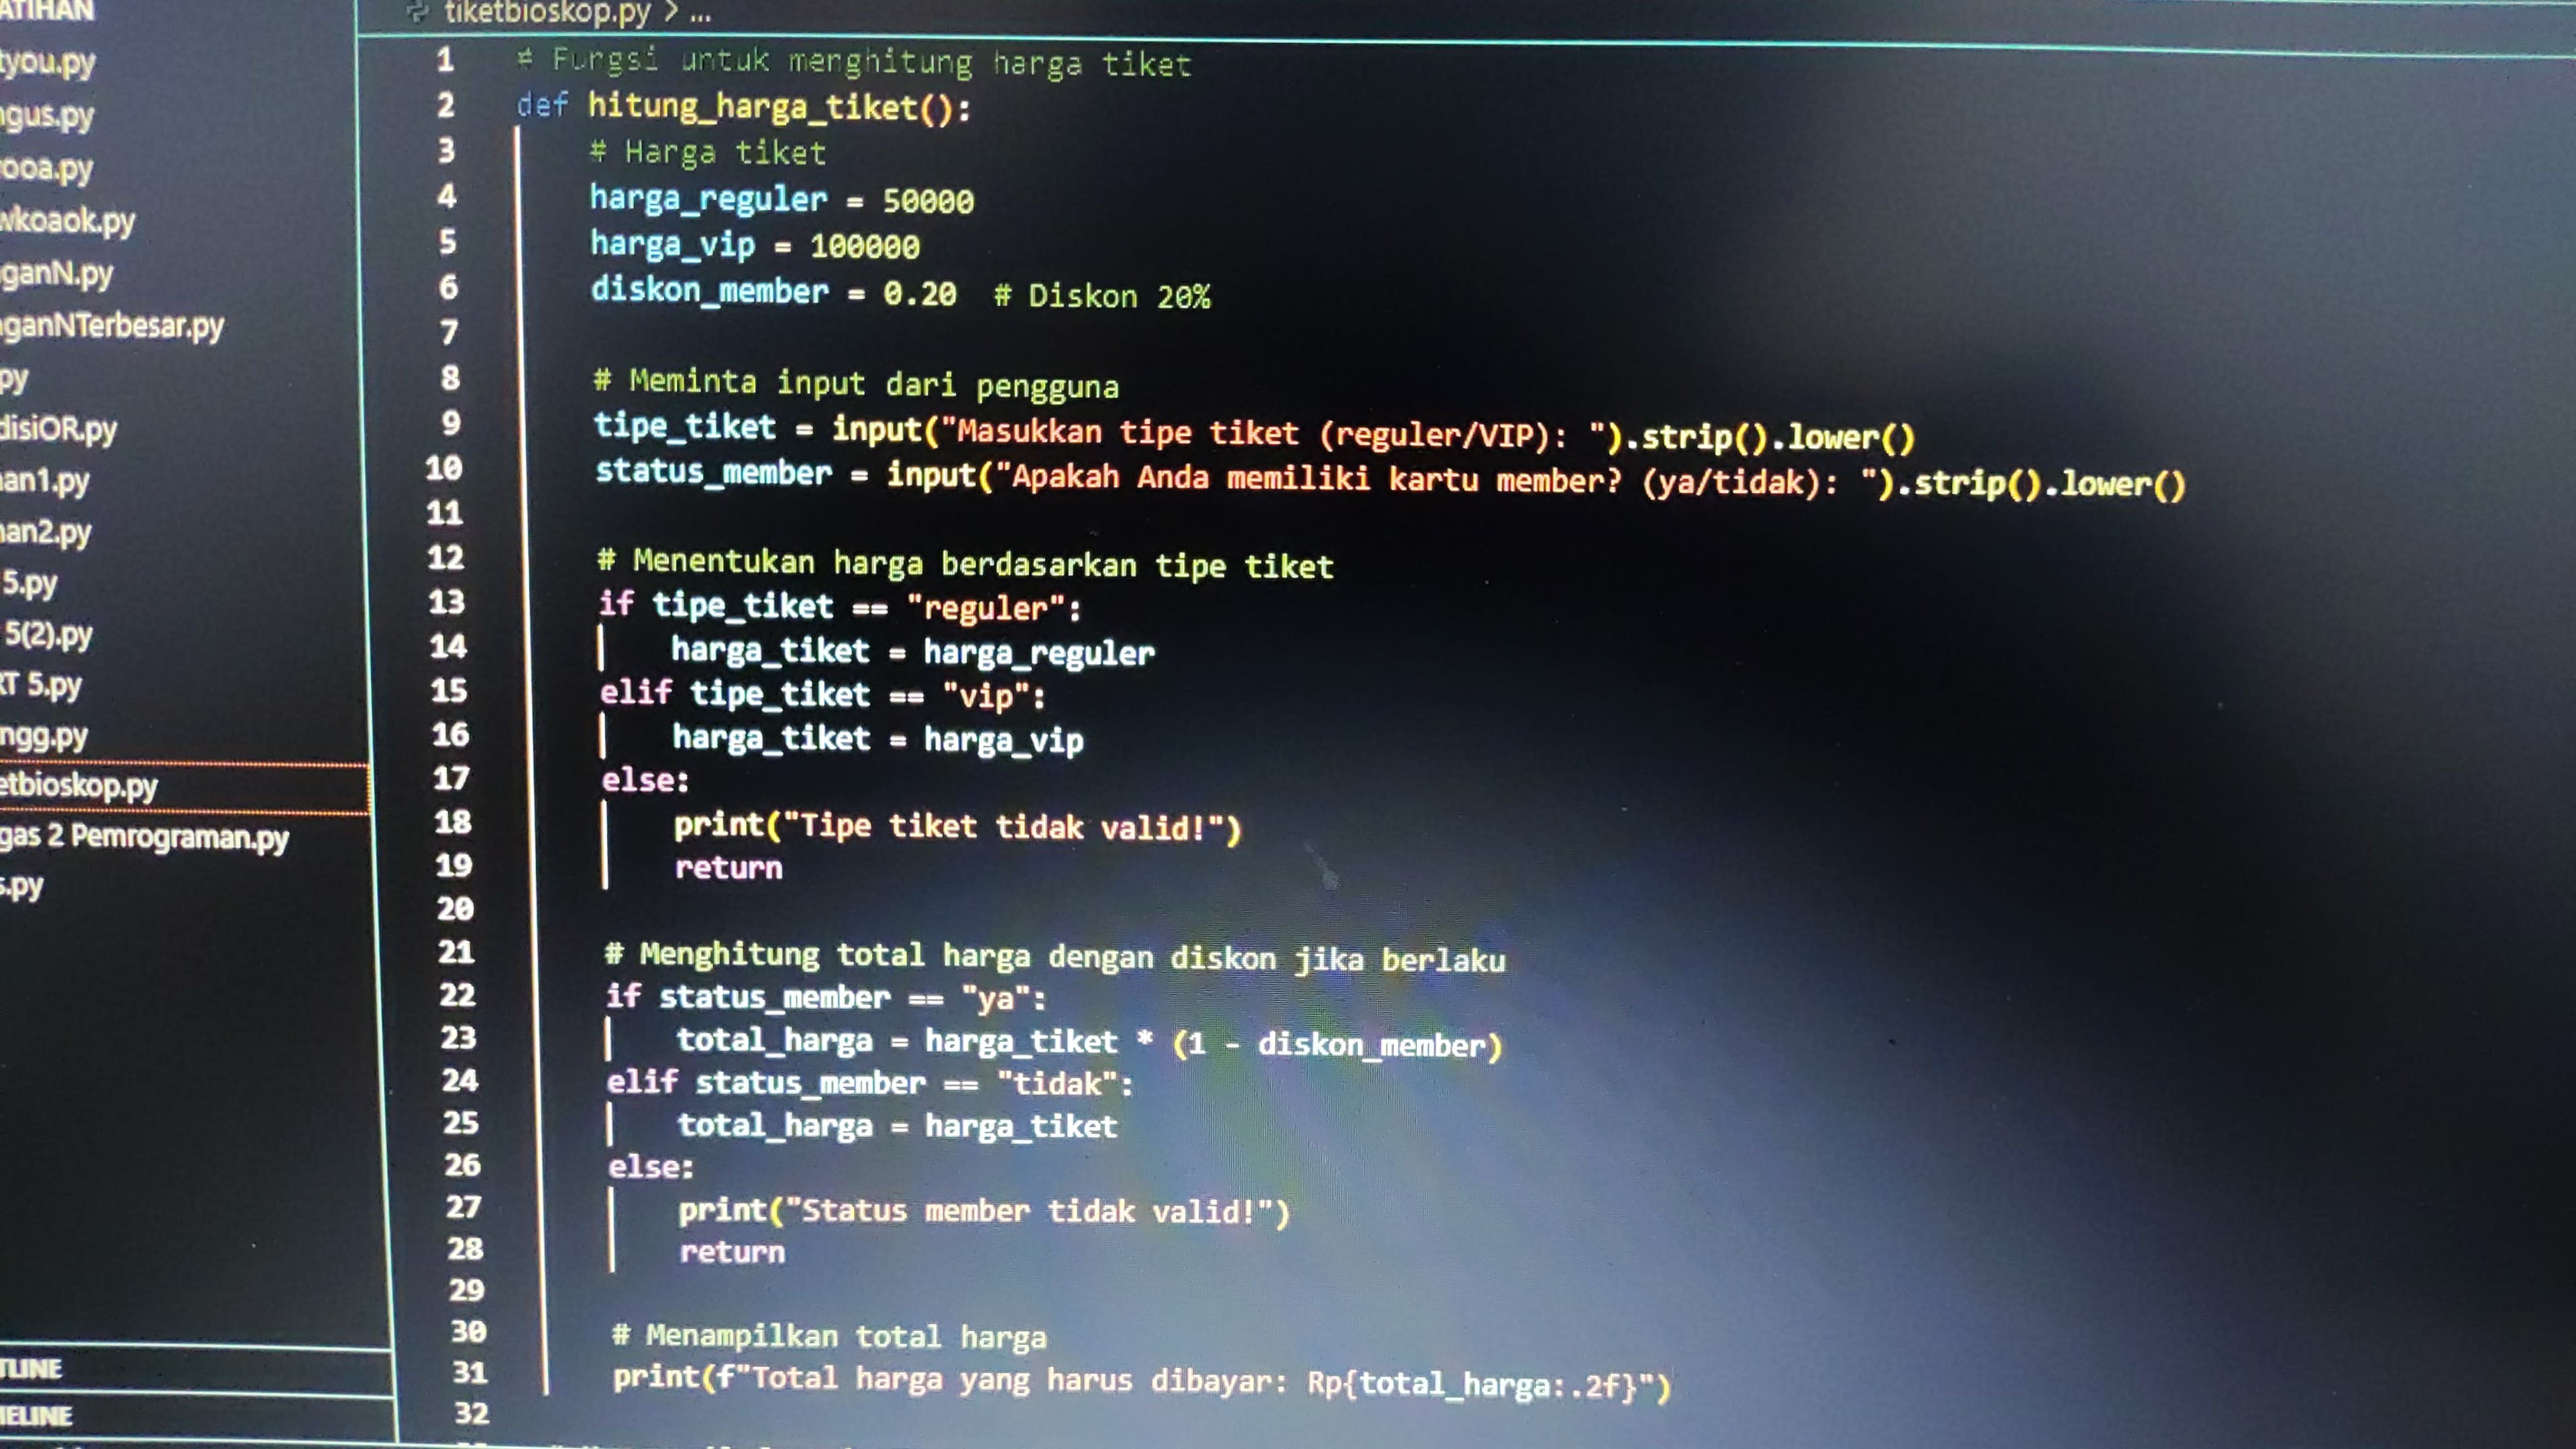 tiketbioskop.py > ...
ATIHAN
tyou.py
gus.py
ooa.py
wkoaok.py
ganN.py
ganNTerbesar.py
py
disiOR.py
an1.py
an2.py
5.py
5(2).py
T 5.py
ngg.py
etbioskop.py
gas 2 Pemrograman.py
s.py
TLINE
MELINE
1 # Fungsi untuk menghitung harga tiket
2 def hitung_harga_tiket():
3 # Harga tiket
4 harga_reguler = 50000
5 harga_vip = 100000
6 diskon_member = 0.20 # Diskon 20%
7
8 # Meminta input dari pengguna
9 tipe_tiket = input("Masukkan tipe tiket (reguler/VIP): ").strip().lower()
10 status_member = input("Apakah Anda memiliki kartu member? (ya/tidak): ").strip().lower()
11
12 # Menentukan harga berdasarkan tipe tiket
13 if tipe_tiket == "reguler":
14 harga_tiket = harga_reguler
15 elif tipe_tiket == "vip":
16 harga_tiket = harga_vip
17 else:
18 print("Tipe tiket tidak valid!")
19 return
20
21 # Menghitung total harga dengan diskon jika berlaku
22 if status_member == "ya":
23 total_harga = harga_tiket * (1 - diskon_member)
24 elif status_member == "tidak":
25 total_harga = harga_tiket
26 else:
27 print("Status member tidak valid!")
28 return
29
30 # Menampilkan total harga
31 print(f"Total harga yang harus dibayar: Rp{total_harga:.2f}")
32